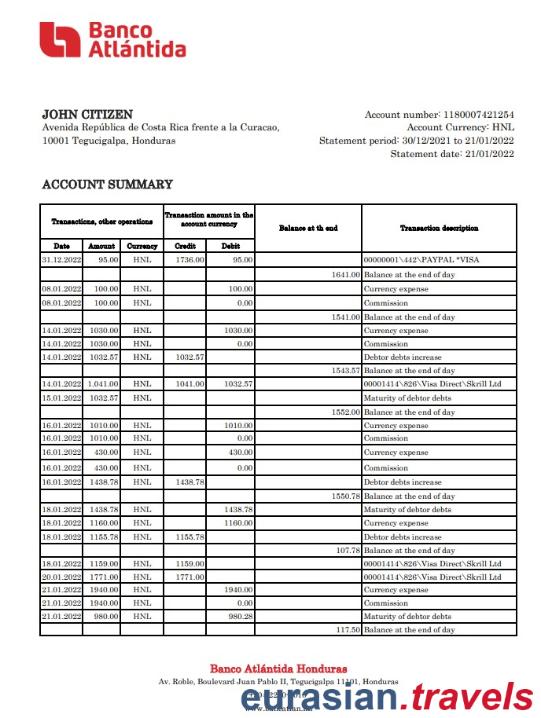 Banco
Atlántida
JOHN CITIZEN
Avenida República de Costa Rica frente a la Curacao,
10001 Tegucigalpa, Honduras
Account number: 1180007421254
Account Currency: HNL
Statement period: 30/12/2021 to 21/01/2022
Statement date: 21/01/2022
ACCOUNT SUMMARY
Transactions, other operations Transaction amount in the account currency Balance at th end Transaction description
Date Amount Currency Credit Debit
31.12.2022 95.00 HNL 1736.00 95.00 00000001\442\PAYPAL *VISA
1641.00 Balance at the end of day
08.01.2022 100.00 HNL 100.00 Currency expense
08.01.2022 100.00 HNL 0.00 Commission
1541.00 Balance at the end of day
14.01.2022 1030.00 HNL 1030.00 Currency expense
14.01.2022 1030.00 HNL 0.00 Commission
14.01.2022 1032.57 HNL 1032.57 Debtor debts increase
1543.57 Balance at the end of day
14.01.2022 1.041.00 HNL 1041.00 1032.57 00001414\826\Visa Direct\Skrill Ltd
15.01.2022 1032.57 HNL Maturity of debtor debts
1552.00 Balance at the end of day
16.01.2022 1010.00 HNL 1010.00 Currency expense
16.01.2022 1010.00 HNL 0.00 Commission
16.01.2022 430.00 HNL 430.00 Currency expense
16.01.2022 430.00 HNL 0.00 Commission
16.01.2022 1438.78 HNL 1438.78 Debtor debts increase
1550.78 Balance at the end of day
18.01.2022 1438.78 HNL 1438.78 Maturity of debtor debts
18.01.2022 1160.00 HNL 1160.00 Currency expense
18.01.2022 1155.78 HNL 1155.78 Debtor debts increase
107.78 Balance at the end of day
18.01.2022 1159.00 HNL 1159.00 00001414\826\Visa Direct\Skrill Ltd
20.01.2022 1771.00 HNL 1771.00 00001414\826\Visa Direct\Skrill Ltd
21.01.2022 1940.00 HNL 1940.00 Currency expense
21.01.2022 1940.00 HNL 0.00 Commission
21.01.2022 980.00 HNL 980.28 Maturity of debtor debts
117.50 Balance at the end of day
Banco Atlántida Honduras
Av. Roble, Boulevard Juan Pablo II, Tegucigalpa 11101, Honduras
eurasian.travels